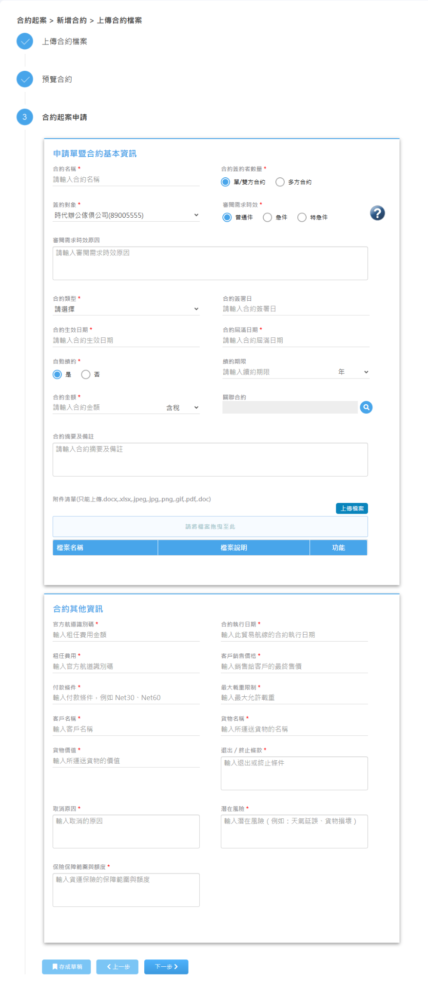 合約起案 > 新增合約 > 上傳合約檔案
上傳合約檔案
預覽合約
3 合約起案申請
申請單暨合約基本資訊
合約名稱 *
請輸入合約名稱
合約簽約者數量 *
單/雙方合約 多方合約
簽約對象 *
時代辦公傢俱公司(89005555)
審閱需求時效 *
普通件 急件 特急件
?
審閱需求時效原因
請輸入審閱需求時效原因
合約類型 *
請選擇
合約簽署日
請輸入合約簽署日
合約生效日期 *
請輸入合約生效日期
合約屆滿日期 *
請輸入合約屆滿日期
自動續約 *
是 否
續約期限
請輸入續約期限 年
合約金額 *
請輸入合約金額 含稅
關聯合約
合約摘要及備註
請輸入合約摘要及備註
附件清單(只能上傳.docx,.xlsx,.jpeg,.jpg,.png,.gif,.pdf,.doc)
上傳檔案
請將檔案拖曳至此
檔案名稱 檔案說明 功能
合約其他資訊
官方航道識別碼 *
輸入租任費用金額
合約執行日期 *
輸入此貿易航線的合約執行日期
租任費用 *
輸入官方航道識別碼
客戶銷售價格 *
輸入銷售給客戶的最終售價
付款條件 *
輸入付款條件，例如 Net30、Net60
最大載重限制 *
輸入最大允許載重
客戶名稱 *
輸入客戶名稱
貨物名稱 *
輸入所運送貨物的名稱
貨物價值 *
輸入所運送貨物的價值
退出 / 終止條款 *
輸入退出或終止條件
取消原因 *
輸入取消的原因
潛在風險 *
輸入潛在風險（例如：天氣延誤、貨物損壞）
保險保障範圍與額度 *
輸入貨運保險的保障範圍與額度
存成草稿 上一步 下一步